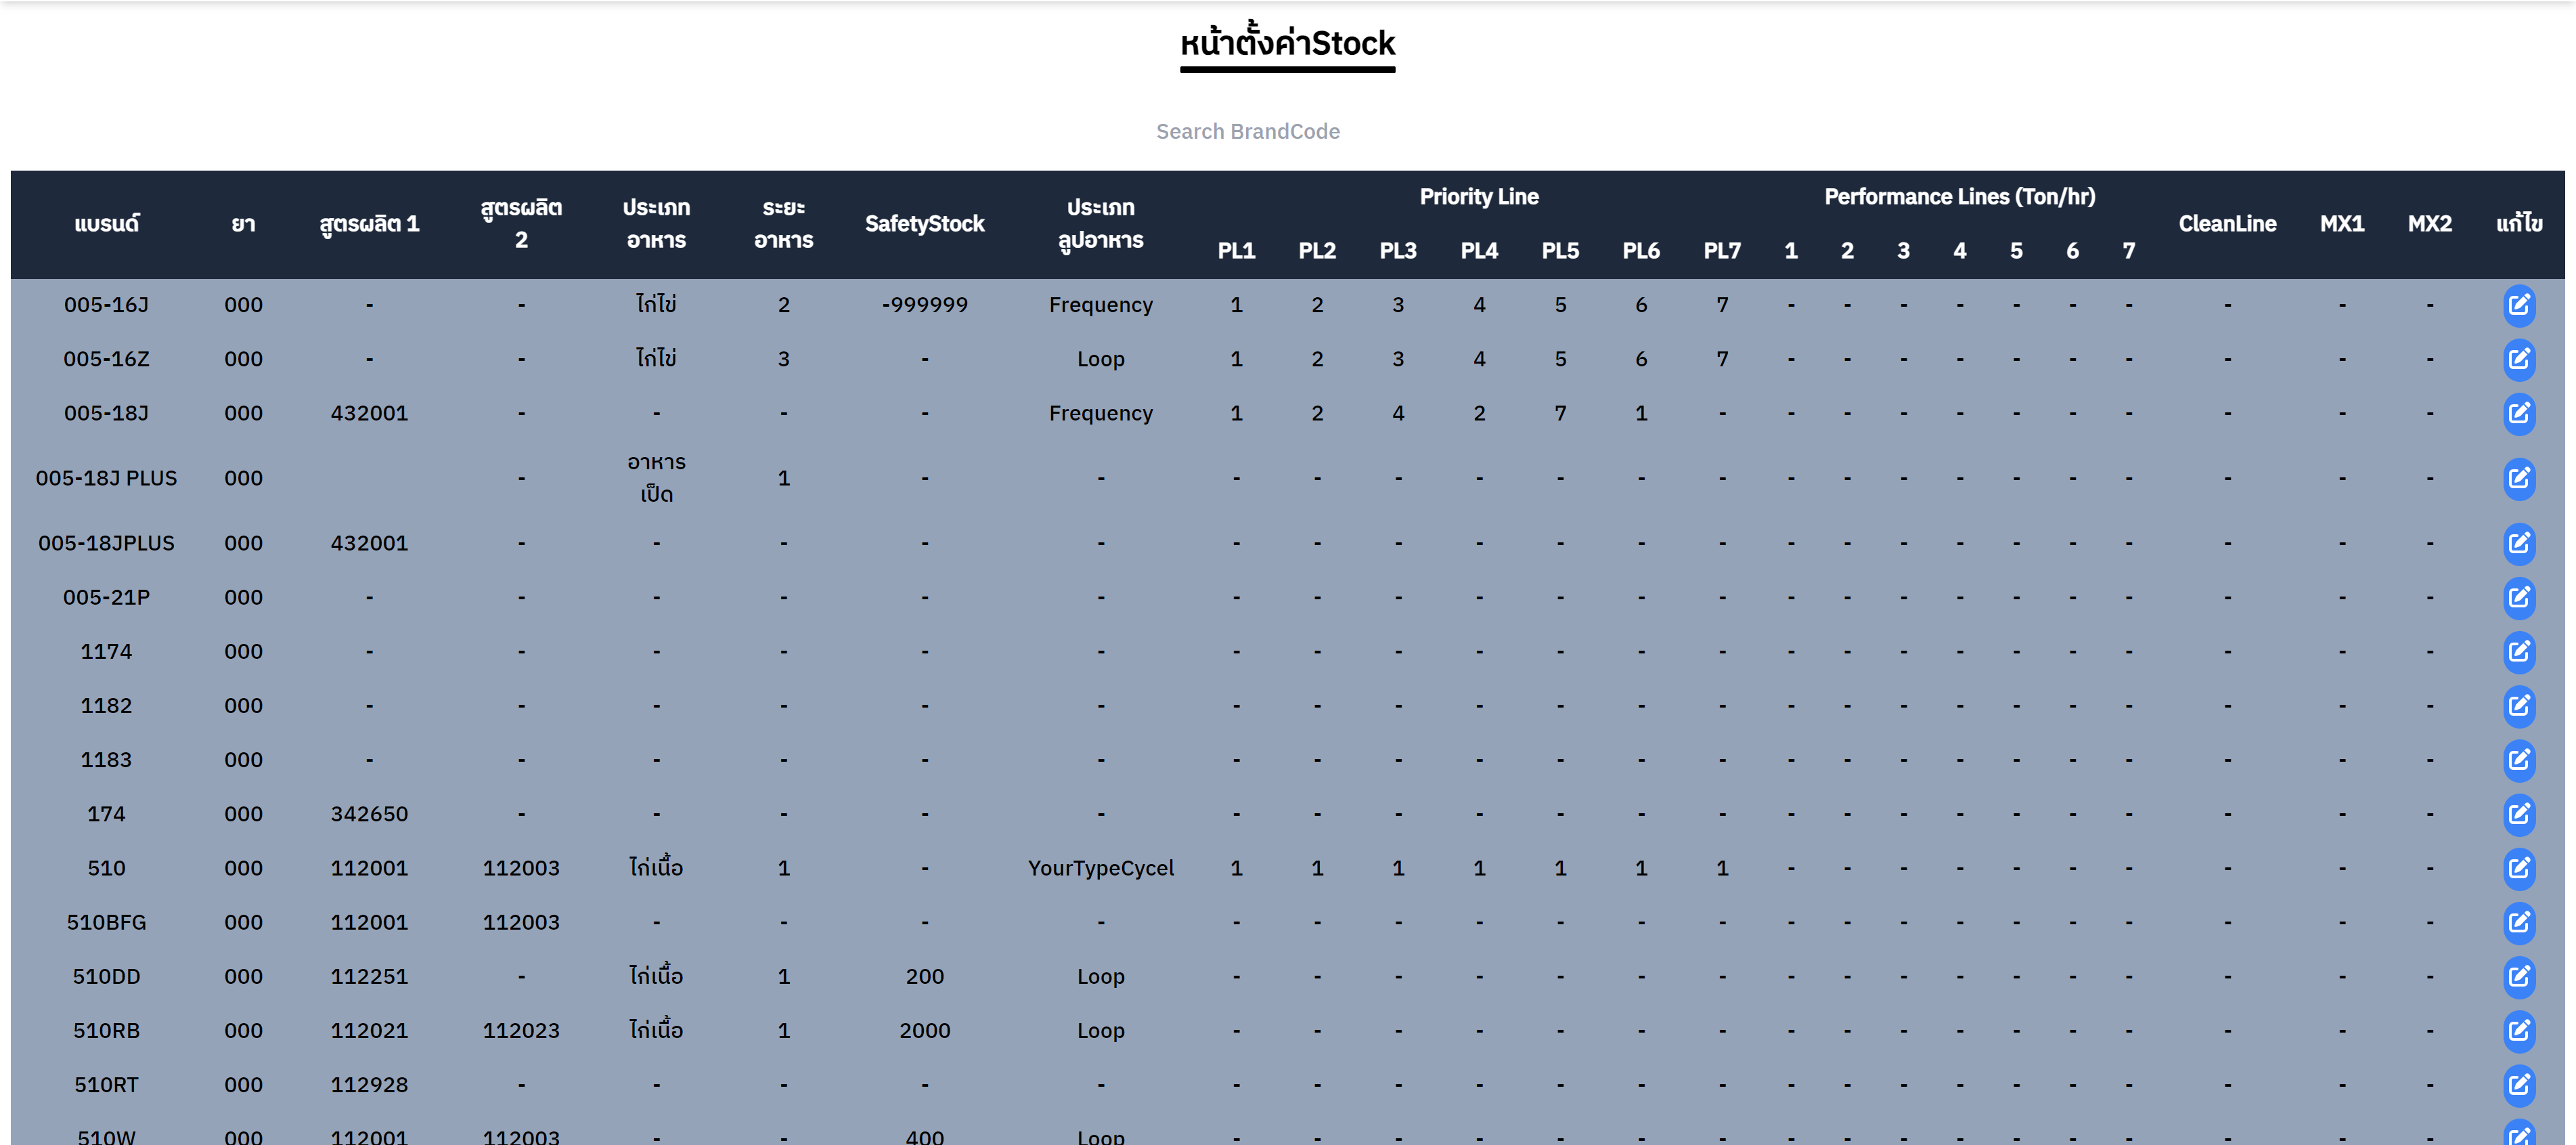 หน้าตั้งค่าStock
Search BrandCode
แบรนด์ ยา สูตรผลิต 1 สูตรผลิต 2 ประเภทอาหาร ระยะอาหาร SafetyStock ประเภทลูปอาหาร Priority Line Performance Lines (Ton/hr) CleanLine MX1 MX2 แก้ไข
PL1 PL2 PL3 PL4 PL5 PL6 PL7 1 2 3 4 5 6 7
005-16J 000 - - ไก่ไข่ 2 -999999 Frequency 1 2 3 4 5 6 7 - - - - - - - - - -
005-16Z 000 - - ไก่ไข่ 3 - Loop 1 2 3 4 5 6 7 - - - - - - - - - -
005-18J 000 432001 - - - - Frequency 1 2 4 2 7 1 - - - - - - - - - - -
005-18J PLUS 000 - อาหารเป็ด 1 - - - - - - - - - - - - - - - - - - -
005-18JPLUS 000 432001 - - - - - - - - - - - - - - - - - - - - - -
005-21P 000 - - - - - - - - - - - - - - - - - - - - - - -
1174 000 - - - - - - - - - - - - - - - - - - - - - - -
1182 000 - - - - - - - - - - - - - - - - - - - - - - -
1183 000 - - - - - - - - - - - - - - - - - - - - - - -
174 000 342650 - - - - - - - - - - - - - - - - - - - - - -
510 000 112001 112003 ไก่เนื้อ 1 - YourTypeCycel 1 1 1 1 1 1 1 - - - - - - - - - -
510BFG 000 112001 112003 - - - - - - - - - - - - - - - - - - - - -
510DD 000 112251 - ไก่เนื้อ 1 200 Loop - - - - - - - - - - - - - - - - -
510RB 000 112021 112023 ไก่เนื้อ 1 2000 Loop - - - - - - - - - - - - - - - - -
510RT 000 112928 - - - - - - - - - - - - - - - - - - - - - -
510W 000 112001 112003 - - 400 Loop - - - - - - - - - - - - - - - - -